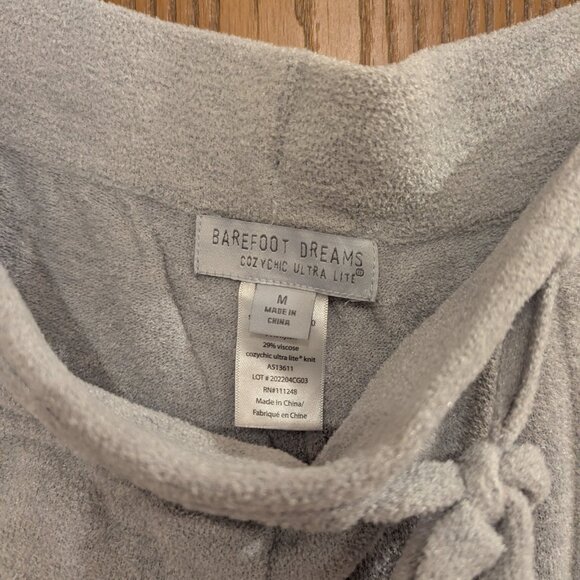 BAREFOOT DREAMS
COZYCHIC ULTRA LITE®
M
MADE IN
CHINA
29% viscose
cozychic ultra lite® knit
AS13611
LOT # 202204CG03
RN#111248
Made in China/
Fabriqué en Chine